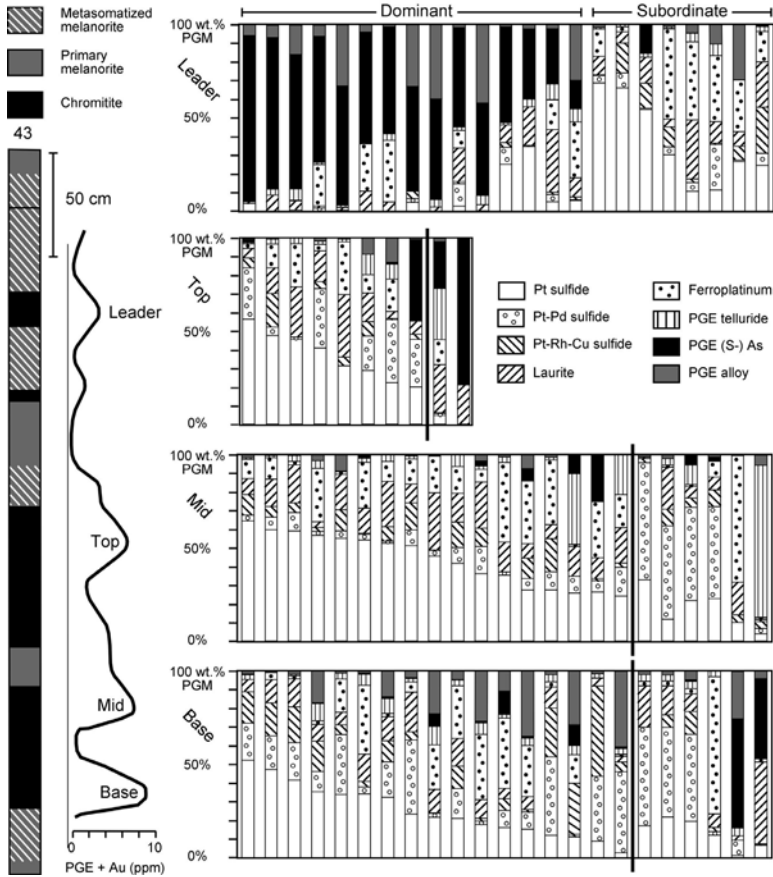 Metasomatized
melanorite
Primary
melanorite
Chromitite
43
50 cm
Leader
Top
Mid
Base
0 10
PGE + Au (ppm)
Dominant Subordinate
100 wt.%
PGM
Leader
50%
0%
100 wt.%
PGM
Top
50%
0%
Pt sulfide
Pt-Pd sulfide
Pt-Rh-Cu sulfide
Laurite
Ferroplatinum
PGE telluride
PGE (S-) As
PGE alloy
100 wt.%
PGM
Mid
50%
0%
100 wt.%
PGM
Base
50%
0%